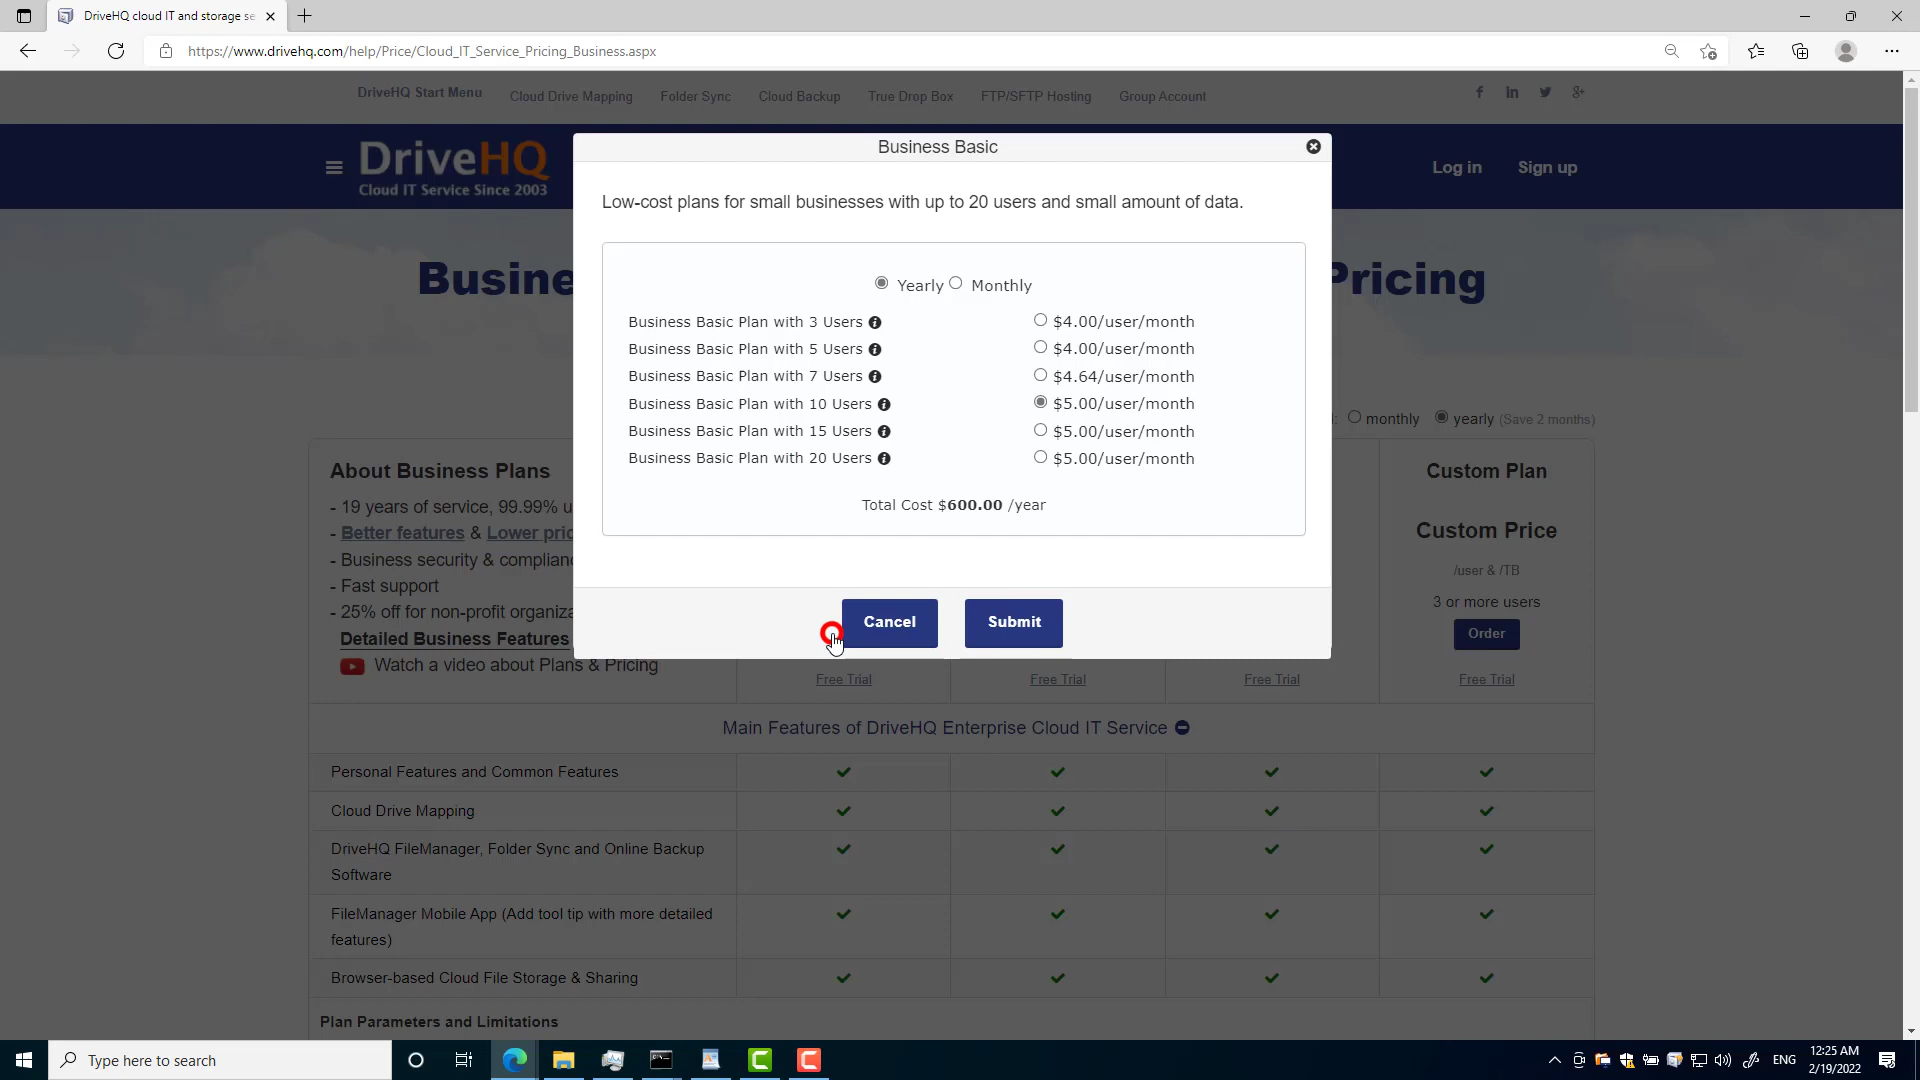 DriveHQ cloud IT and storage se
https://www.drivehq.com/help/Price/Cloud_IT_Service_Pricing_Business.aspx
DriveHQ Start Menu Cloud Drive Mapping Folder Sync Cloud Backup True Drop Box FTP/SFTP Hosting Group Account
DriveHQ
Cloud IT Service Since 2003
Log in Sign up
Business Basic
Low-cost plans for small businesses with up to 20 users and small amount of data.
Busine Pricing
Yearly Monthly
Business Basic Plan with 3 Users $4.00/user/month
Business Basic Plan with 5 Users $4.00/user/month
Business Basic Plan with 7 Users $4.64/user/month
Business Basic Plan with 10 Users $5.00/user/month
Business Basic Plan with 15 Users $5.00/user/month
Business Basic Plan with 20 Users $5.00/user/month
Total Cost $600.00 /year
Cancel Submit
monthly yearly (Save 2 months)
About Business Plans
- 19 years of service, 99.99% u
- Better features & Lower pric
- Business security & complianc
- Fast support
- 25% off for non-profit organiza
Detailed Business Features
Watch a video about Plans & Pricing
Custom Plan
Custom Price
/user & /TB
3 or more users
Order
Free Trial Free Trial Free Trial Free Trial
Main Features of DriveHQ Enterprise Cloud IT Service
Personal Features and Common Features
Cloud Drive Mapping
DriveHQ FileManager, Folder Sync and Online Backup
Software
FileManager Mobile App (Add tool tip with more detailed
features)
Browser-based Cloud File Storage & Sharing
Plan Parameters and Limitations
Type here to search
ENG
12:25 AM
2/19/2022